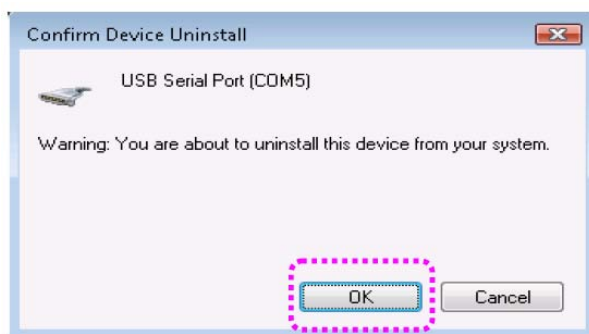 Confirm Device Uninstall
USB Serial Port (COM5)
Warning: You are about to uninstall this device from your system.
OK Cancel